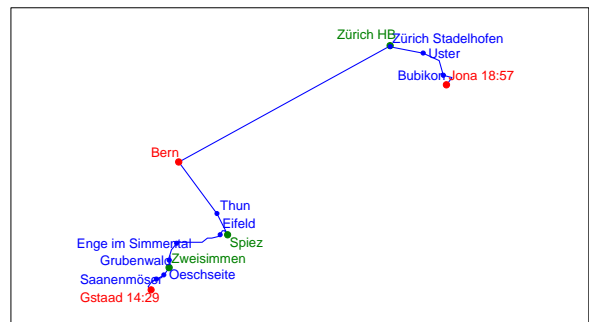 Zürich HB
Zürich Stadelhofen
Uster
Bubikon
Jona 18:57
Bern
Thun
Eifeld
Enge im Simmental
Spiez
Grubenwald
Zweisimmen
Saanenmöser
Oeschseite
Gstaad 14:29